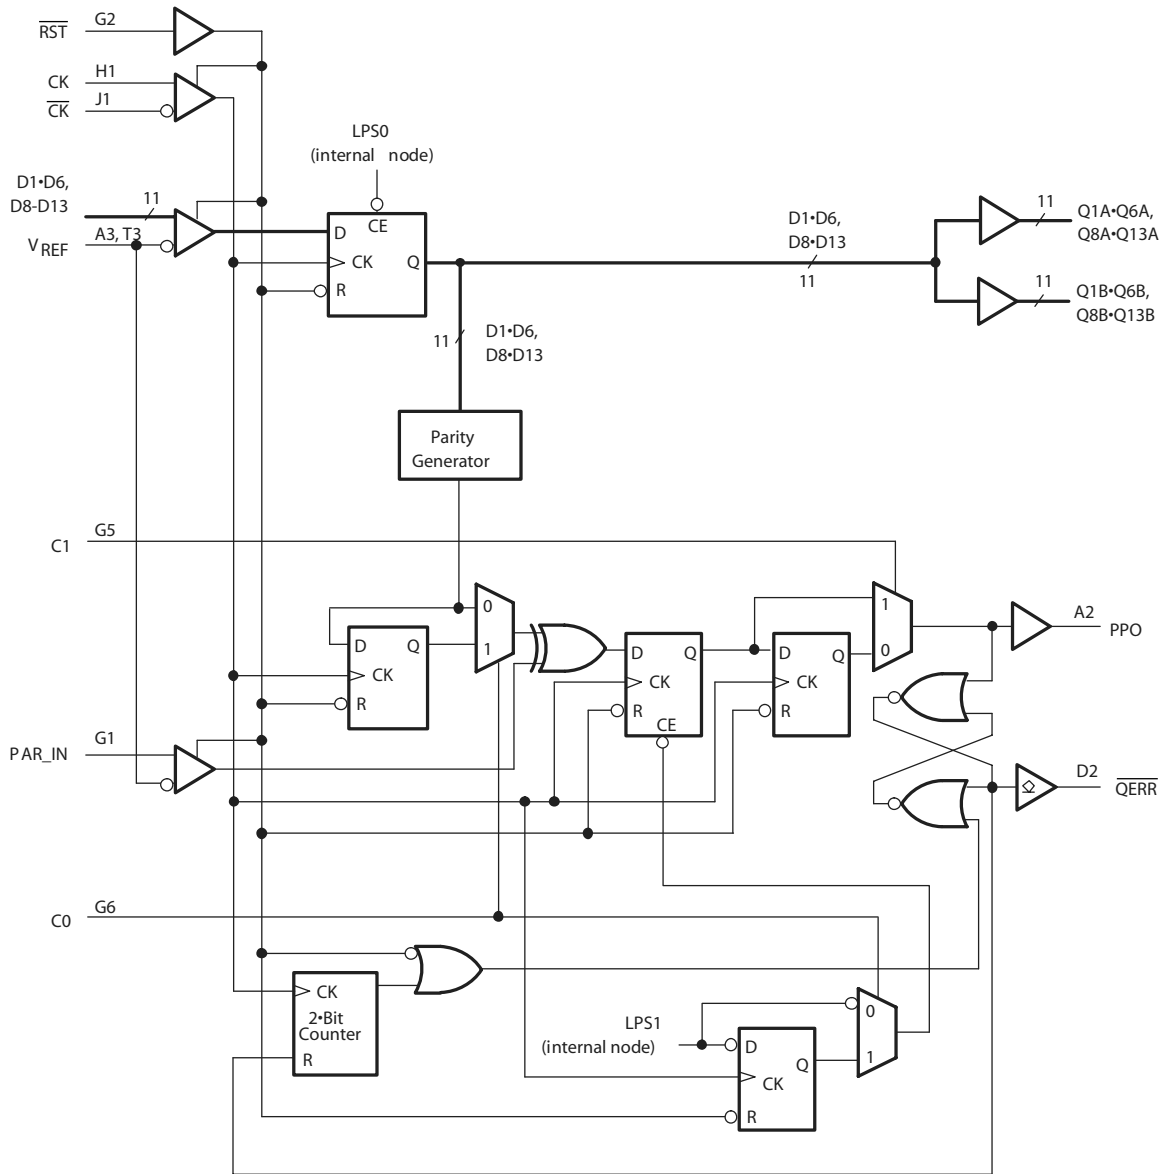 RST
G2
CK
H1
CK
J1
LPS0
(internal node)
D1•D6,
D8-D13
11
VREF
A3, T3
D
CE
CK
Q
R
D1•D6,
D8•D13
11
11
Q1A•Q6A,
Q8A•Q13A
11
Q1B•Q6B,
Q8B•Q13B
11
D1•D6,
D8•D13
Parity
Generator
C1
G5
0
1
D
Q
CK
R
D
Q
CK
R
CE
D
Q
CK
R
1
0
A2
PPO
PAR_IN
G1
D2
QERR
C0
G6
CK
2•Bit
Counter
R
LPS1
(internal node)
D
Q
CK
R
0
1